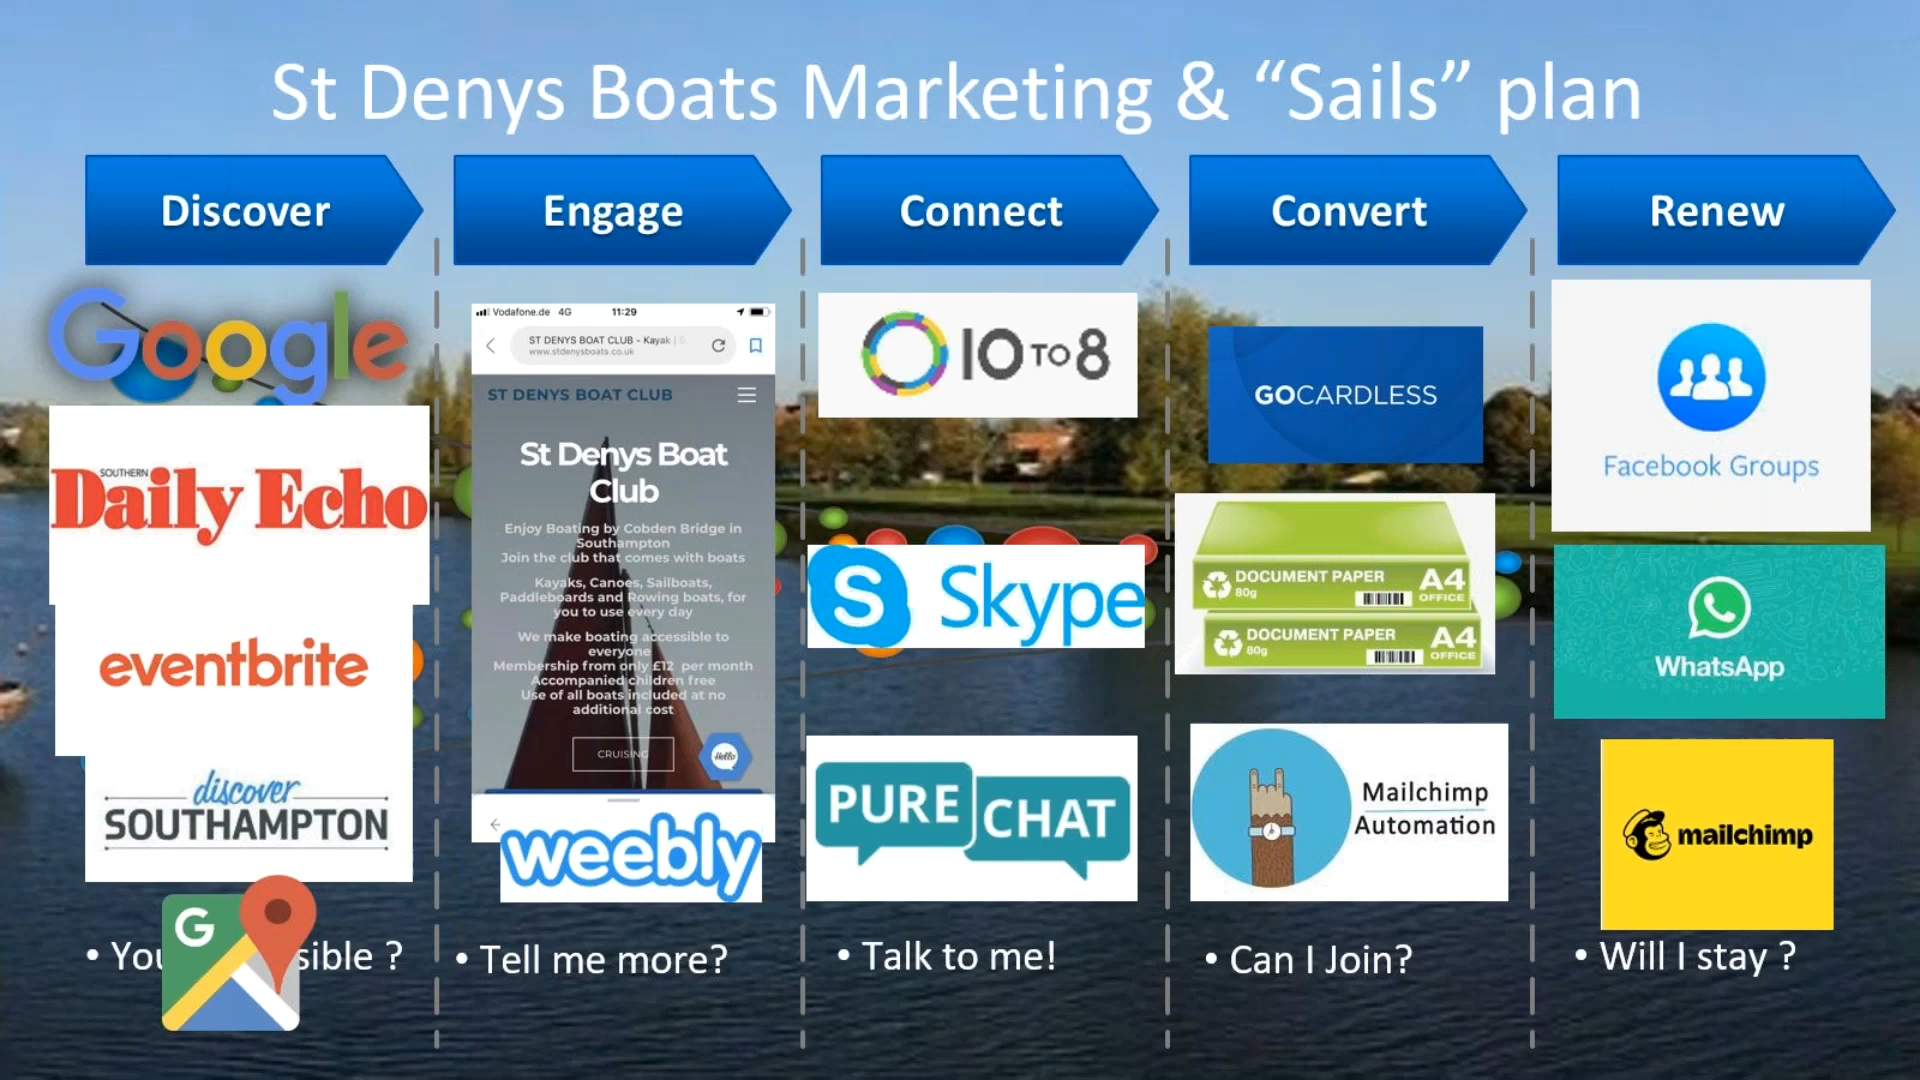 St Denys Boats Marketing & “Sails” plan
Discover
Engage
Connect
Convert
Renew
Google
SOUTHERN
Daily Echo
eventbrite
discover
SOUTHAMPTON
G
• You sible ?
Vodafone.de 4G 11:29
ST DENYS BOAT CLUB - Kayak | S
www.stdenysboats.co.uk
ST DENYS BOAT CLUB
St Denys Boat
Club
Enjoy Boating by Cobden Bridge in
Southampton
Join the club that comes with boats
Kayaks, Canoes, Sailboats,
Paddleboards and Rowing boats, for
you to use every day
We make boating accessible to
everyone
Membership from only £12 per month
Accompanied children free
Use of all boats included at no
additional cost
CRUISING
Hello
weebly
• Tell me more?
10 TO 8
S Skype
PURE CHAT
• Talk to me!
GOCARDLESS
DOCUMENT PAPER A4
80g OFFICE
DOCUMENT PAPER A4
80g OFFICE
Mailchimp
Automation
• Can I Join?
Facebook Groups
WhatsApp
mailchimp
• Will I stay ?